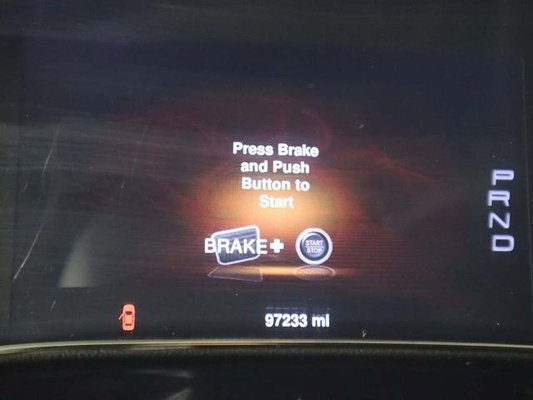 Press Brake
and Push
Button to
Start
BRAKE+
START
STOP
P
R
N
D
97233 mi